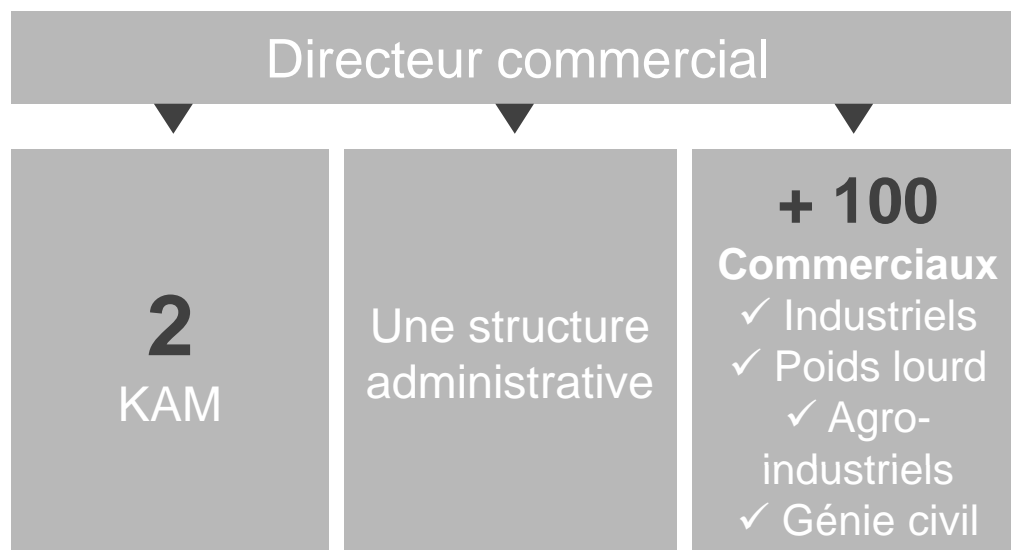 Directeur commercial
2
KAM
Une structure
administrative
+ 100
Commerciaux
✓ Industriels
✓ Poids lourd
✓ Agro-
industriels
✓ Génie civil